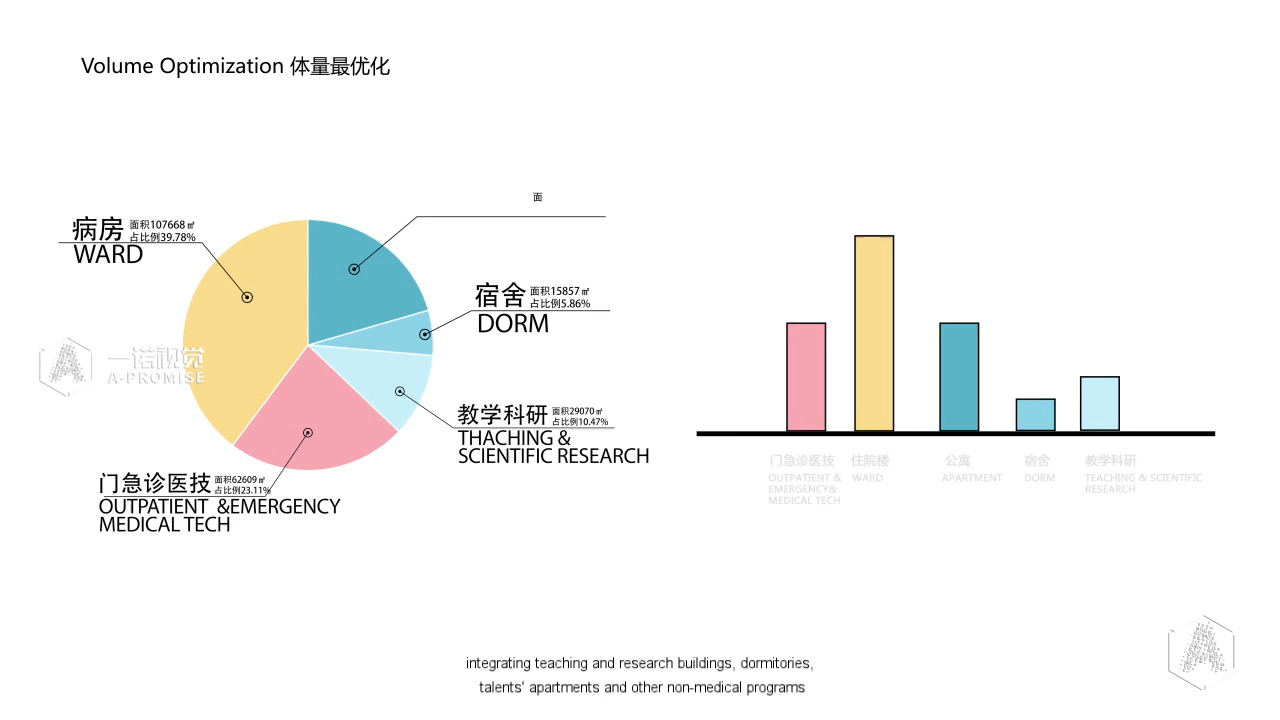 Volume Optimization 体量最优化
面
病房 面积107668㎡
占比例39.78%
WARD
宿舍 面积15857㎡
占比例5.86%
DORM
一诺视觉
A-PROMISE
教学科研 面积29070㎡
占比例10.47%
THACHING &
SCIENTIFIC RESEARCH
门急诊医技 面积62609㎡
占比例23.11%
OUTPATIENT &EMERGENCY
MEDICAL TECH
门急诊医技
OUTPATIENT &
EMERGENCY&
MEDICAL TECH
住院楼
WARD
公寓
APARTMENT
宿舍
DORM
教学科研
TEACHING & SCIENTIFIC
RESEARCH
integrating teaching and research buildings, dormitories,
talents' apartments and other non-medical programs